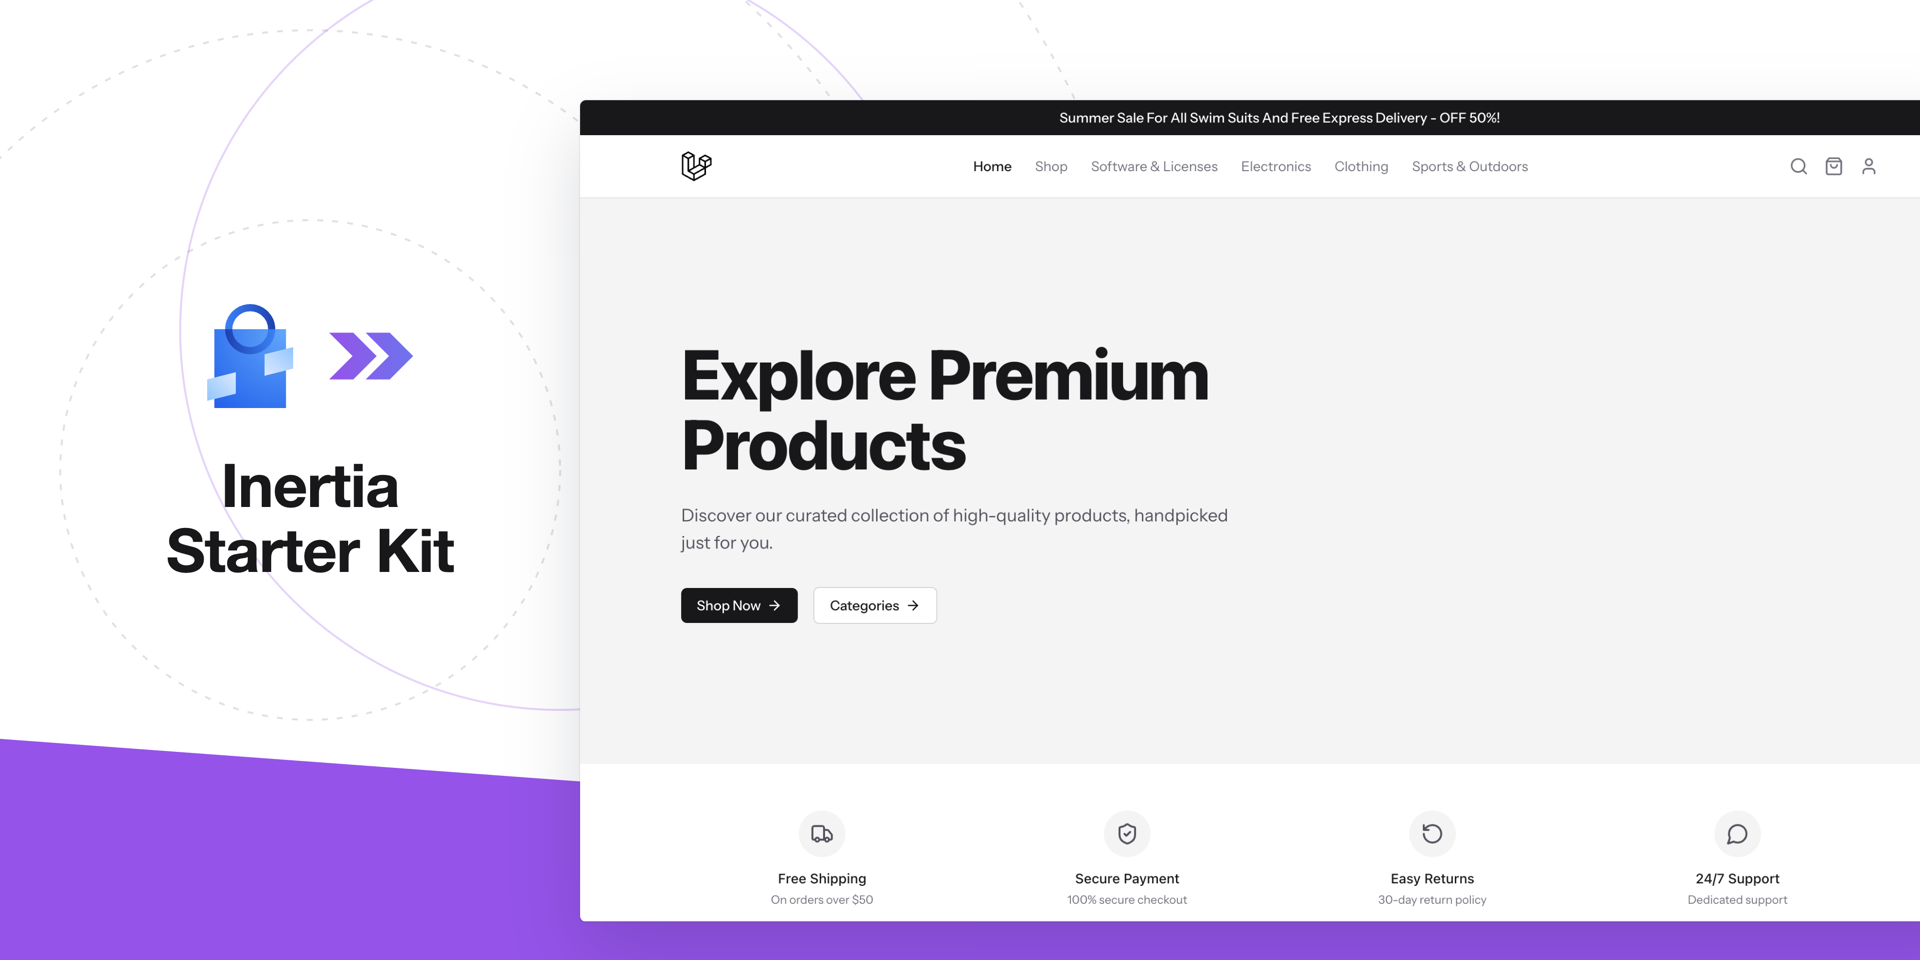 Inertia
Starter Kit
Summer Sale For All Swim Suits And Free Express Delivery - OFF 50%!
Home Shop Software & Licenses Electronics Clothing Sports & Outdoors
Explore Premium
Products
Discover our curated collection of high-quality products, handpicked
just for you.
Shop Now → Categories →
Free Shipping Secure Payment Easy Returns 24/7 Support
On orders over $50 100% secure checkout 30-day return policy Dedicated support